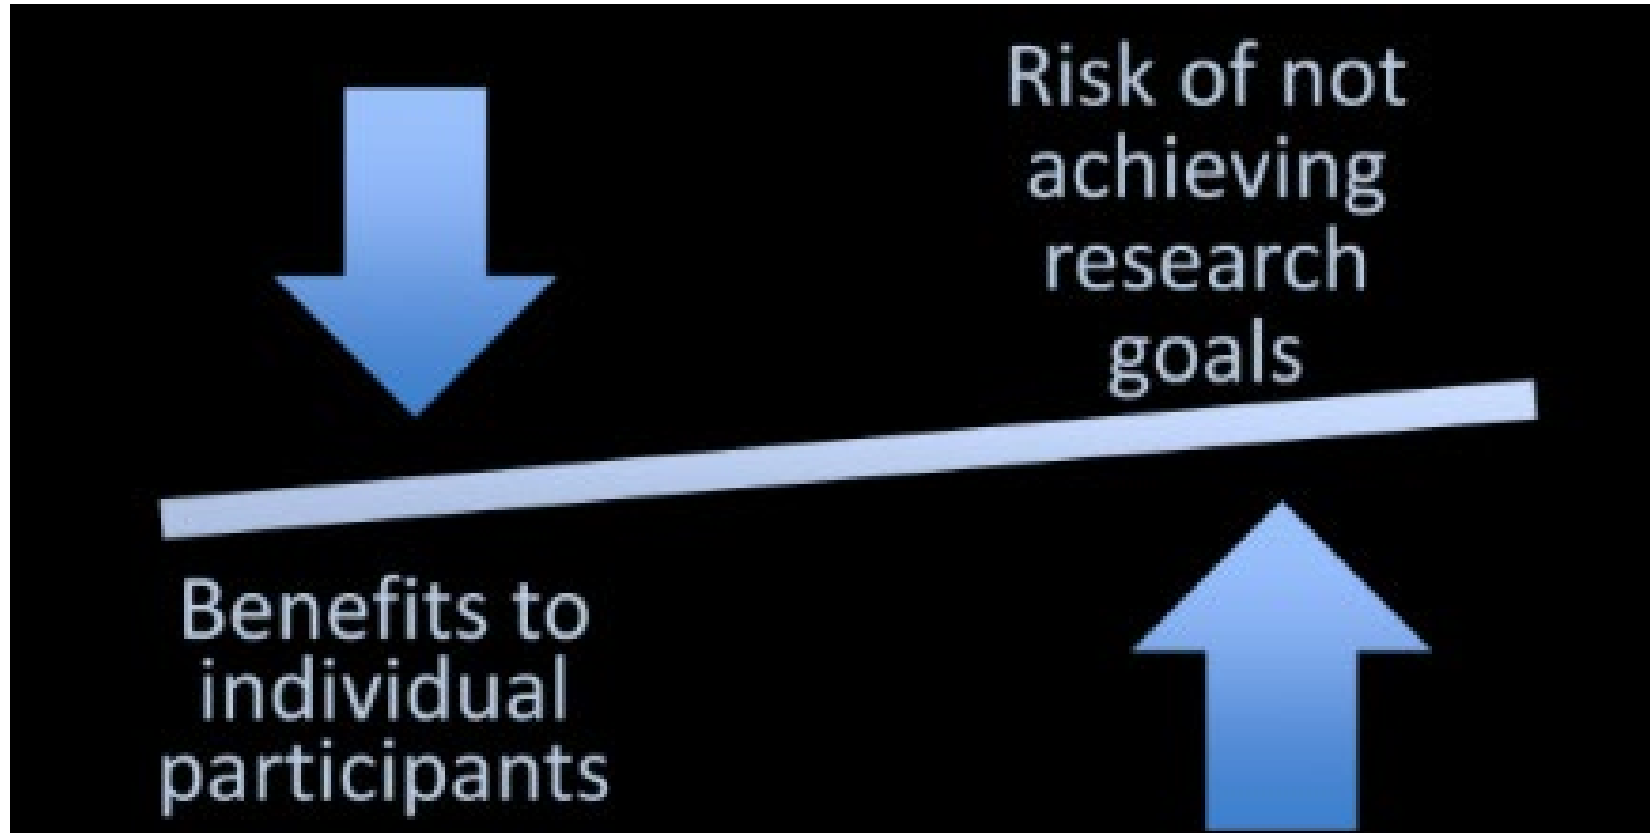 Risk of not
achieving
research
goals
Benefits to
individual
participants